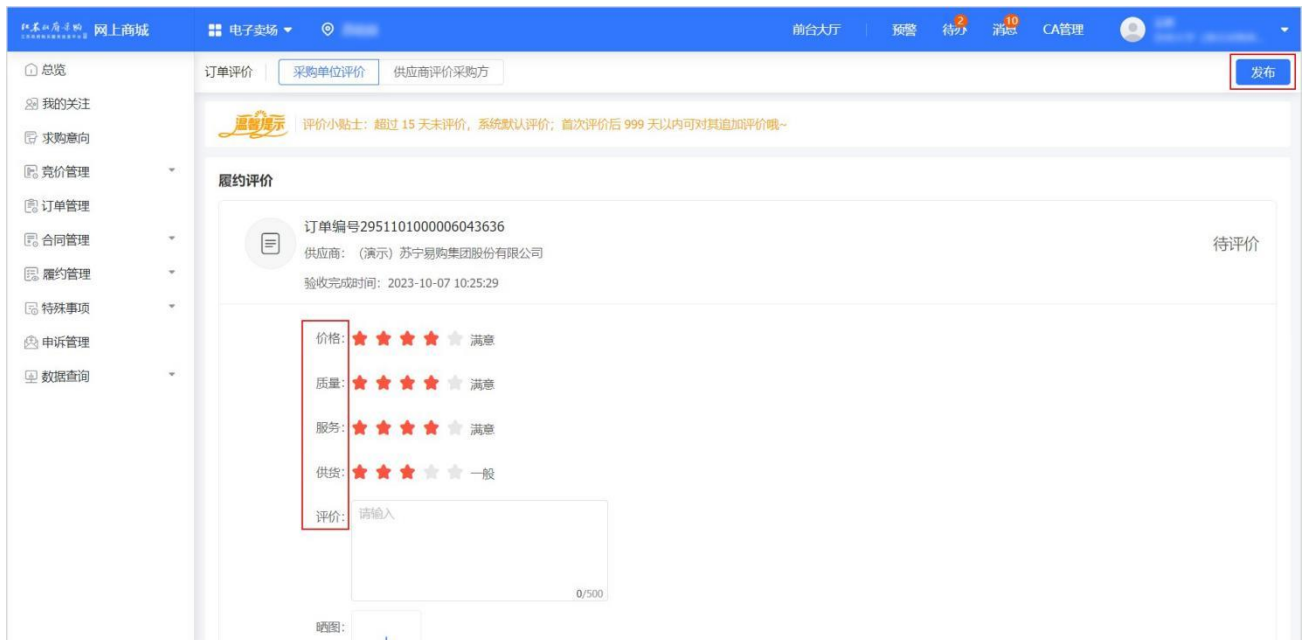 江苏政府采购 网上商城 电子卖场 前台大厅 预警 待办 2 消息 10 CA管理
总览
我的关注
求购意向
竞价管理
订单管理
合同管理
履约管理
特殊事项
申诉管理
数据查询
订单评价 采购单位评价 供应商评价采购方 发布
温馨提示 评价小贴士：超过 15 天未评价，系统默认评价；首次评价后 999 天以内可对其追加评价哦~
履约评价
订单编号2951101000006043636
供应商：（演示）苏宁易购集团股份有限公司
验收完成时间：2023-10-07 10:25:29
待评价
价格: 满意
质量: 满意
服务: 满意
供货: 一般
评价: 请输入
0/500
晒图: